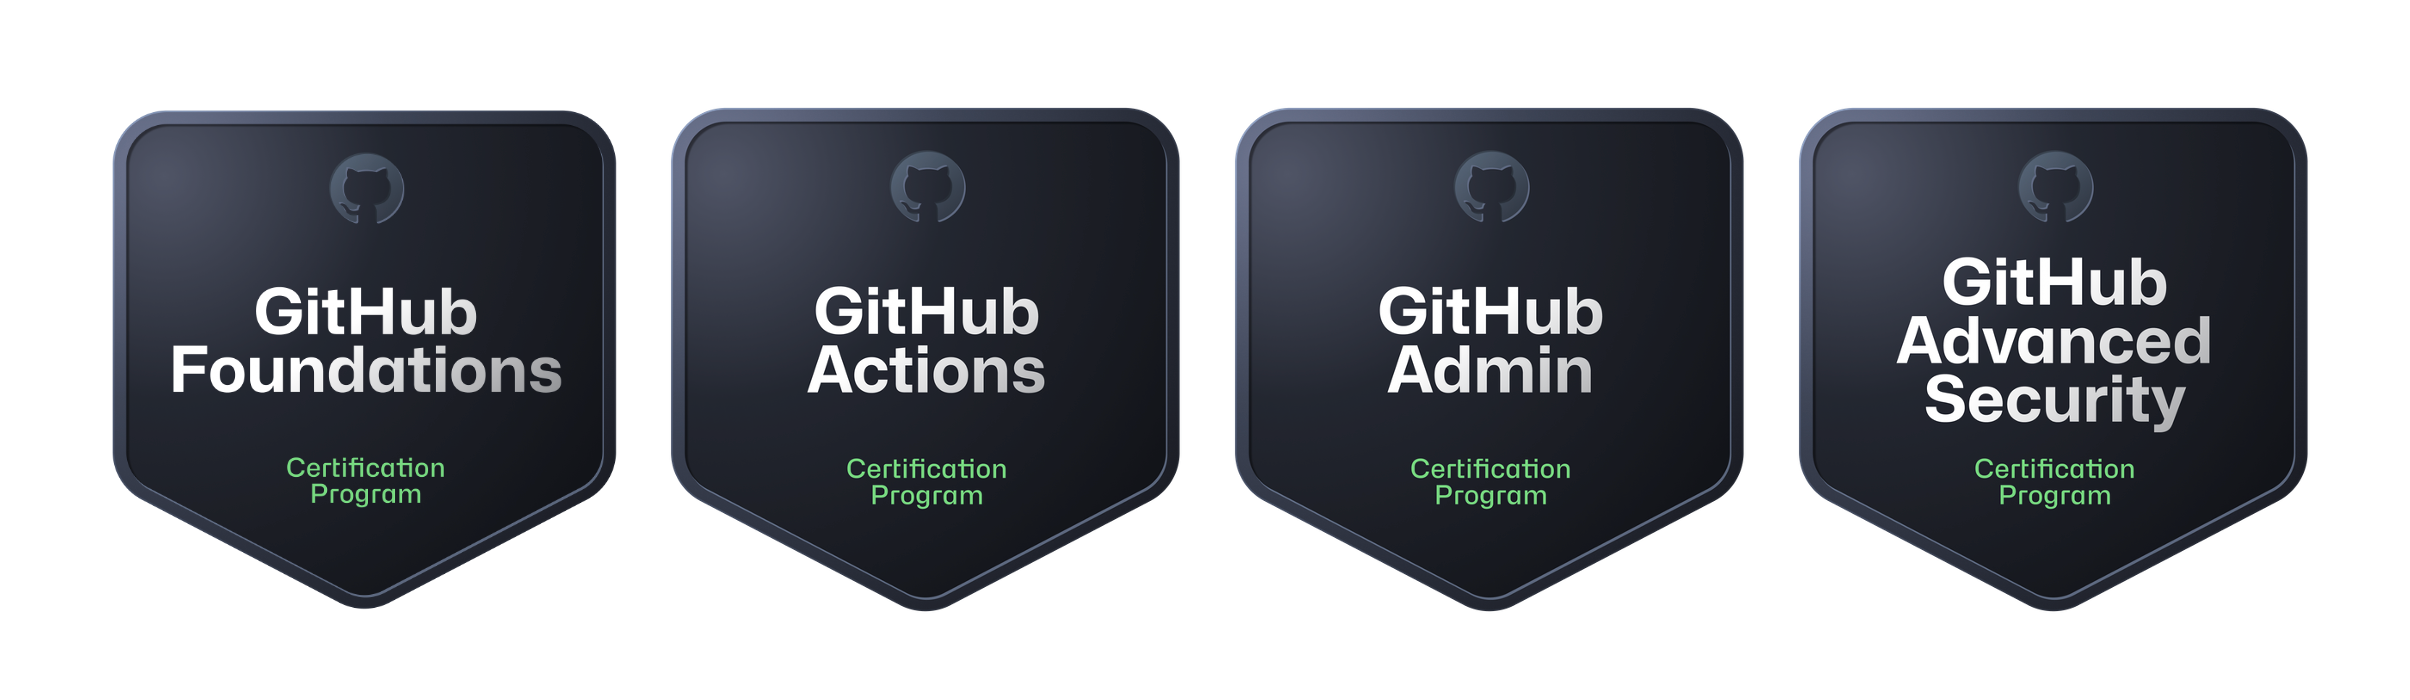 GitHub
Foundations
Certification
Program
GitHub
Actions
Certification
Program
GitHub
Admin
Certification
Program
GitHub
Advanced
Security
Certification
Program